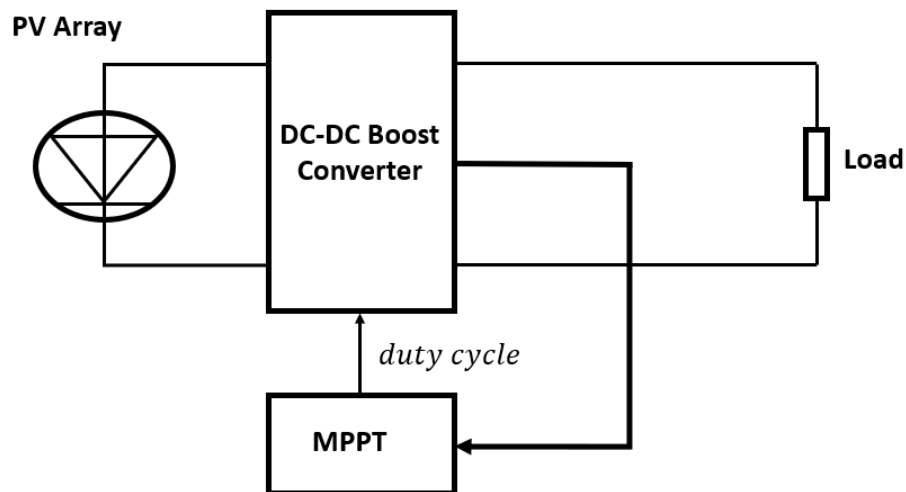 PV Array
DC-DC Boost
Converter
Load
duty cycle
MPPT